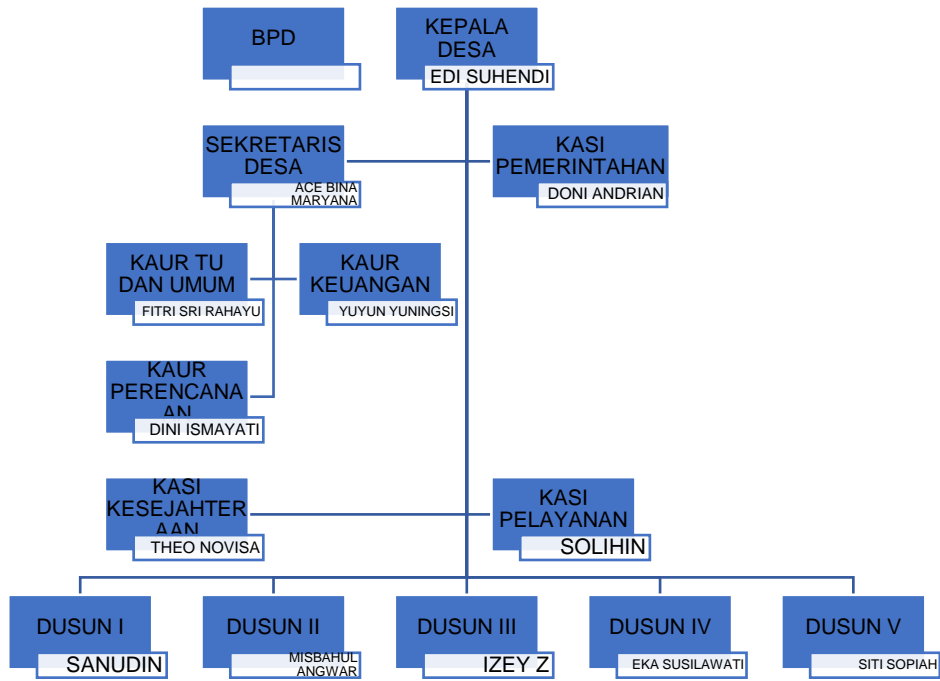 BPD
KEPALA
DESA
EDI SUHENDI
SEKRETARIS
DESA
ACE BINA
MARYANA
KASI
PEMERINTAHAN
DONI ANDRIAN
KAUR TU
DAN UMUM
FITRI SRI RAHAYU
KAUR
KEUANGAN
YUYUN YUNINGSI
KAUR
PERENCANA
AN
DINI ISMAYATI
KASI
KESEJAHTER
AAN
THEO NOVISA
KASI
PELAYANAN
SOLIHIN
DUSUN I
SANUDIN
DUSUN II
MISBAHUL
ANGWAR
DUSUN III
IZEY Z
DUSUN IV
EKA SUSILAWATI
DUSUN V
SITI SOPIAH